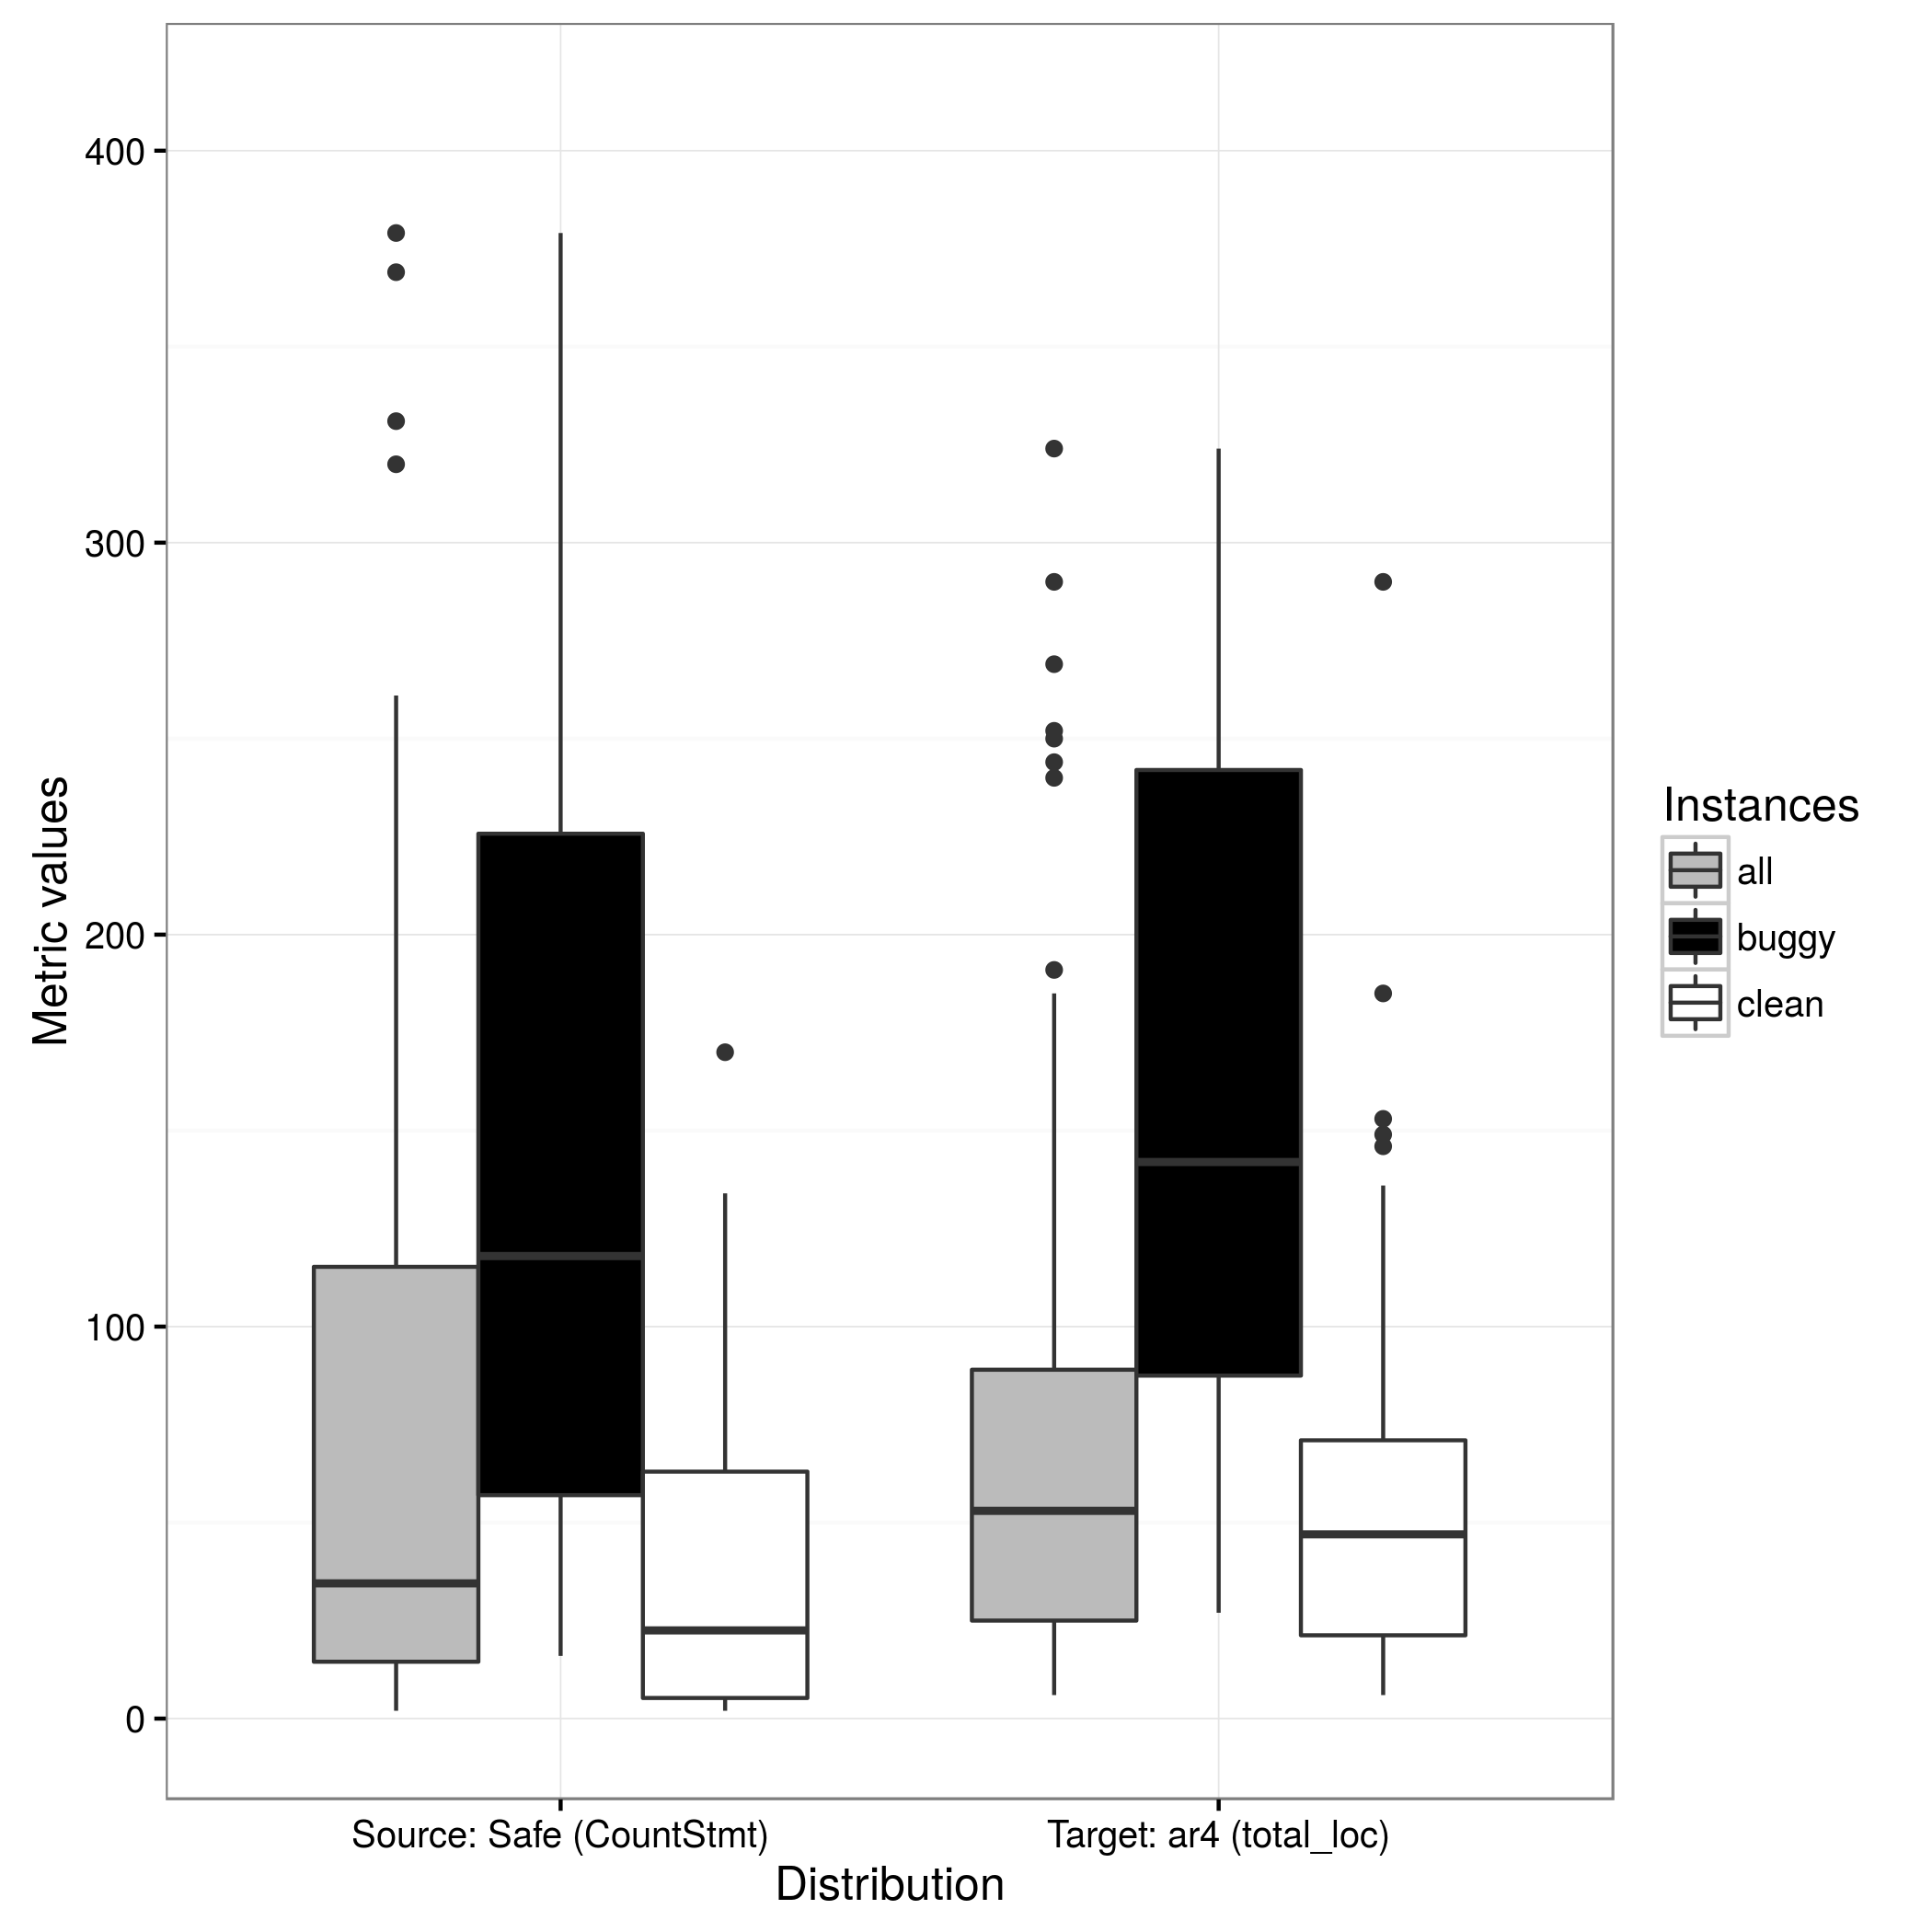 400
300
200
100
0
Metric values
Source: Safe (CountStmt)
Target: ar4 (total_loc)
Distribution
Instances
all
buggy
clean